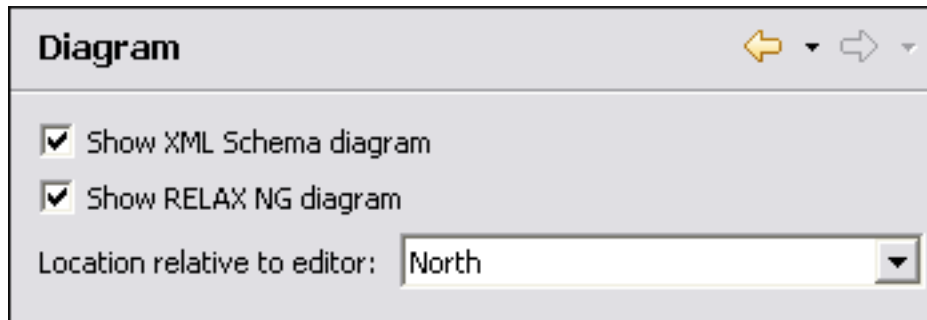 Diagram
Show XML Schema diagram
Show RELAX NG diagram
Location relative to editor: North